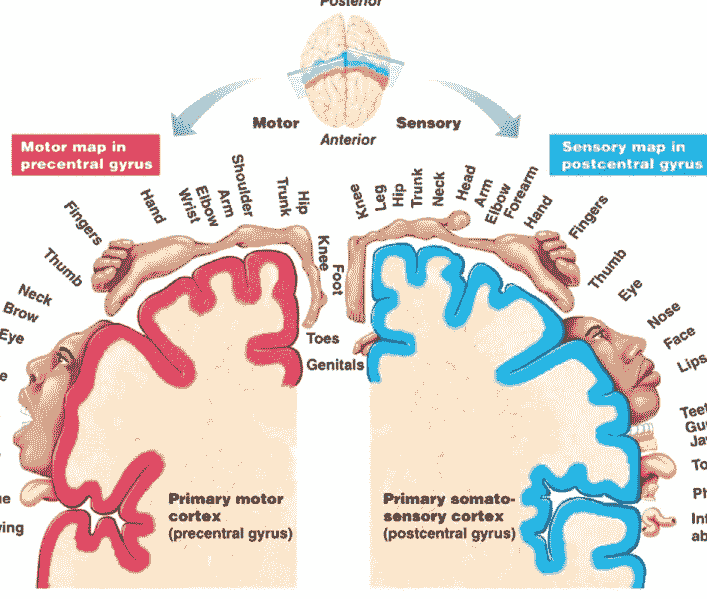 Posterior
Motor
Sensory
Anterior
Motor map in
precentral gyrus
Sensory map in
postcentral gyrus
Fingers
Hand
Wrist
Elbow
Arm
Shoulder
Trunk
Hip
Knee
Foot
Thumb
Neck
Brow
Eye
Toes
Genitals
Knee
Leg
Hip
Trunk
Neck
Head
Arm
Elbow
Forearm
Hand
Fingers
Thumb
Eye
Nose
Face
Lips
Primary motor
cortex
(precentral gyrus)
Primary somato-
sensory cortex
(postcentral gyrus)